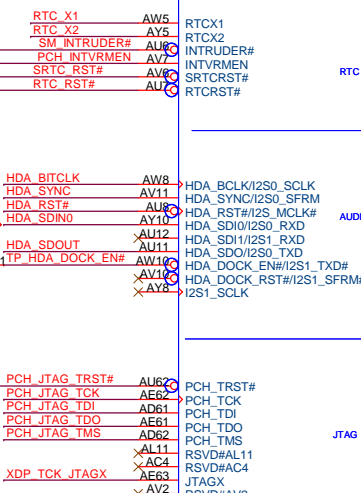 RTC_X1 AW5 RTCX1
RTC_X2 AY5 RTCX2
SM_INTRUDER# AU6 INTRUDER#
PCH_INTVRMEN AV7 INTVRMEN
SRTC_RST# AV6 SRTCRST#
RTC_RST# AU7 RTCRST#
RTC
HDA_BITCLK AW8 HDA_BCLK/I2S0_SCLK
HDA_SYNC AV11 HDA_SYNC/I2S0_SFRM
HDA_RST# AU8 HDA_RST#/I2S_MCLK#
HDA_SDIN0 AY10 HDA_SDI0/I2S0_RXD
AU12 HDA_SDI1/I2S1_RXD
HDA_SDOUT AU11 HDA_SDO/I2S0_TXD
TP_HDA_DOCK_EN# AW10 HDA_DOCK_EN#/I2S1_TXD#
AV10 HDA_DOCK_RST#/I2S1_SFRM#
AY8 I2S1_SCLK
PCH_JTAG_TRST# AU62 PCH_TRST#
PCH_JTAG_TCK AE62 PCH_TCK
PCH_JTAG_TDI AD61 PCH_TDI
PCH_JTAG_TDO AE61 PCH_TDO
PCH_JTAG_TMS AD62 PCH_TMS
JTAG
AL11 RSVD#AL11
AC4 RSVD#AC4
XDP_TCK_JTAGX AE63 JTAGX
AV2